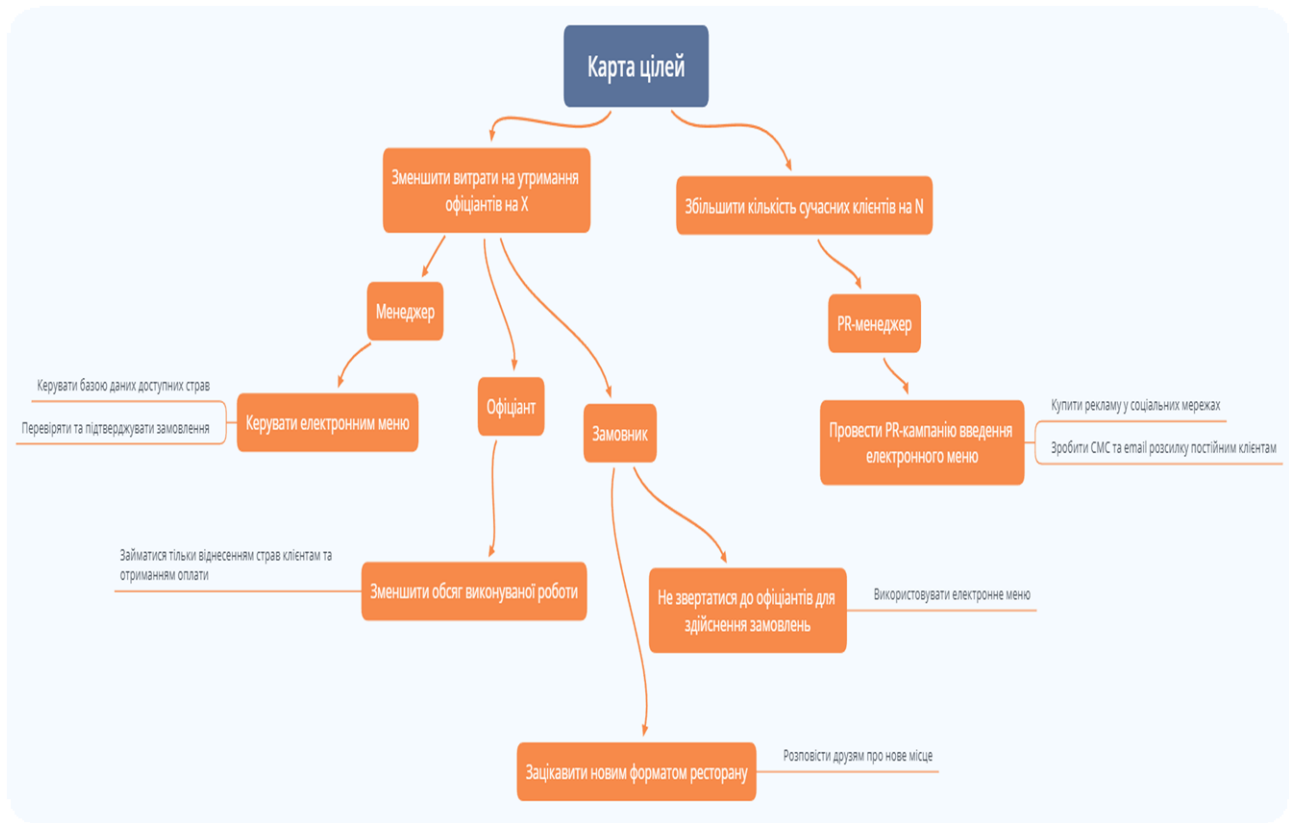 Карта цілей
Зменшити витрати на утримання
офіціантів на X
Збільшити кількість сучасних клієнтів на N
Менеджер
PR-менеджер
Керувати базою даних доступних страв
Перевіряти та підтверджувати замовлення
Керувати електронним меню
Офіціант
Замовник
Провести PR-кампанію введення
електронного меню
Купити рекламу у соціальних мережах
Зробити СМС та email розсилку постійним клієнтам
Займатися тільки віднесенням страв клієнтам та
отриманням оплати
Зменшити обсяг виконуваної роботи
Не звертатися до офіціантів для
здійснення замовлень
Використовувати електронне меню
Зацікавити новим форматом ресторану
Розповісти друзям про нове місце